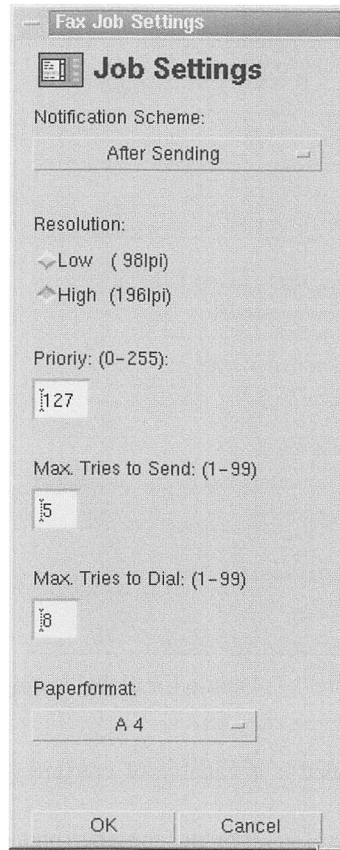 Fax Job Settings
Job Settings
Notification Scheme:
After Sending
Resolution:
Low ( 98lpi)
High (196lpi)
Prioriy: (0-255):
127
Max. Tries to Send: (1-99)
5
Max. Tries to Dial: (1-99)
8
Paperformat:
A 4
OK Cancel